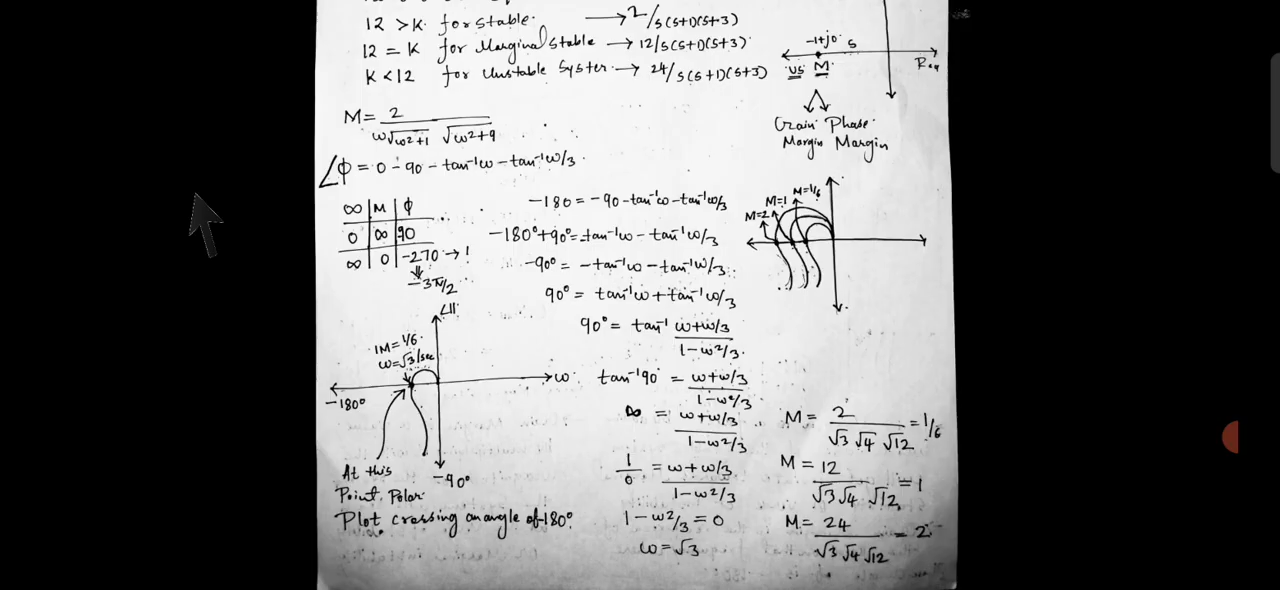 12 > K for stable. → 2/s(s+1)(s+3)
12 = K for Marginal Stable → 12/s(s+1)(s+3)
K < 12 for Unstable System → 24/s(s+1)(s+3)
-1+j0 S
US M
Gain Phase
Margin Margin
M = 2 / ω√ω²+1 √ω²+9
∠Φ = 0 - 90 - tan⁻¹ω - tan⁻¹ω/3
∞ | M | Φ
0 | ∞ | 90
∞ | 0 | -270 → !
⇓
-3π/2
-180 = -90 - tan⁻¹ω - tan⁻¹ω/3
-180° + 90° = -tan⁻¹ω - tan⁻¹ω/3
-90° = -tan⁻¹ω - tan⁻¹ω/3
90° = tan⁻¹ω + tan⁻¹ω/3
90° = tan⁻¹ ω+ω/3 / 1-ω²/3
tan⁻¹90° = ω+ω/3 / 1-ω²/3
∞ = ω+ω/3 / 1-ω²/3
1/0 = ω+ω/3 / 1-ω²/3
1-ω²/3 = 0
ω = √3
M=1/6
M=1
M=2
M = 2 / √3 √4 √12 = 1/6
M = 12 / √3 √4 √12 = 1
M = 24 / √3 √4 √12 = 2
|M = 1/6
ω = √3/sec
ω
-180°
-90°
At this
Point, Polar
Plot crossing an angle of -180°